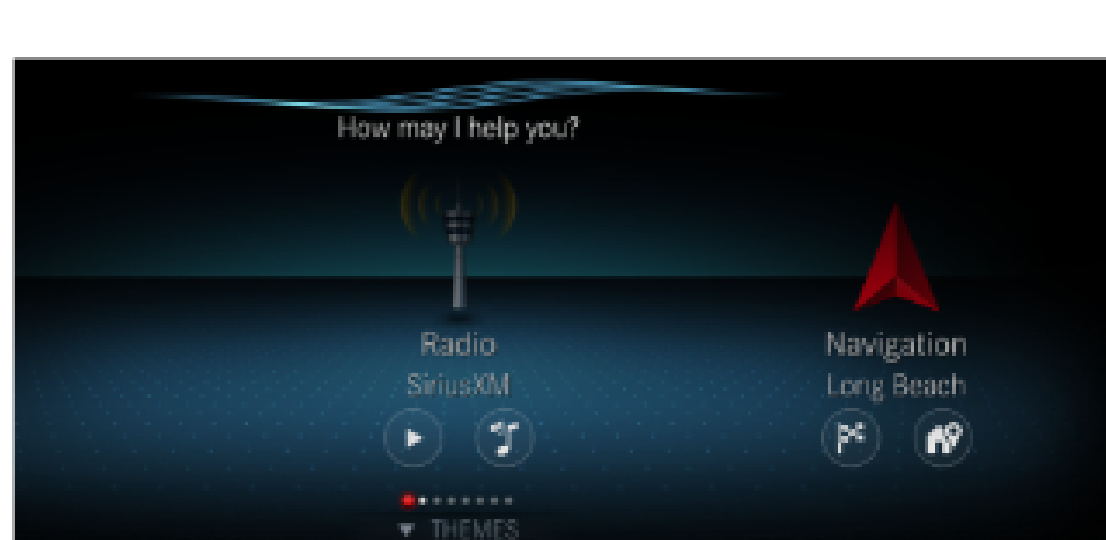 How may I help you?
Radio
Navigation
SiriusXM
Long Beach
THEMES